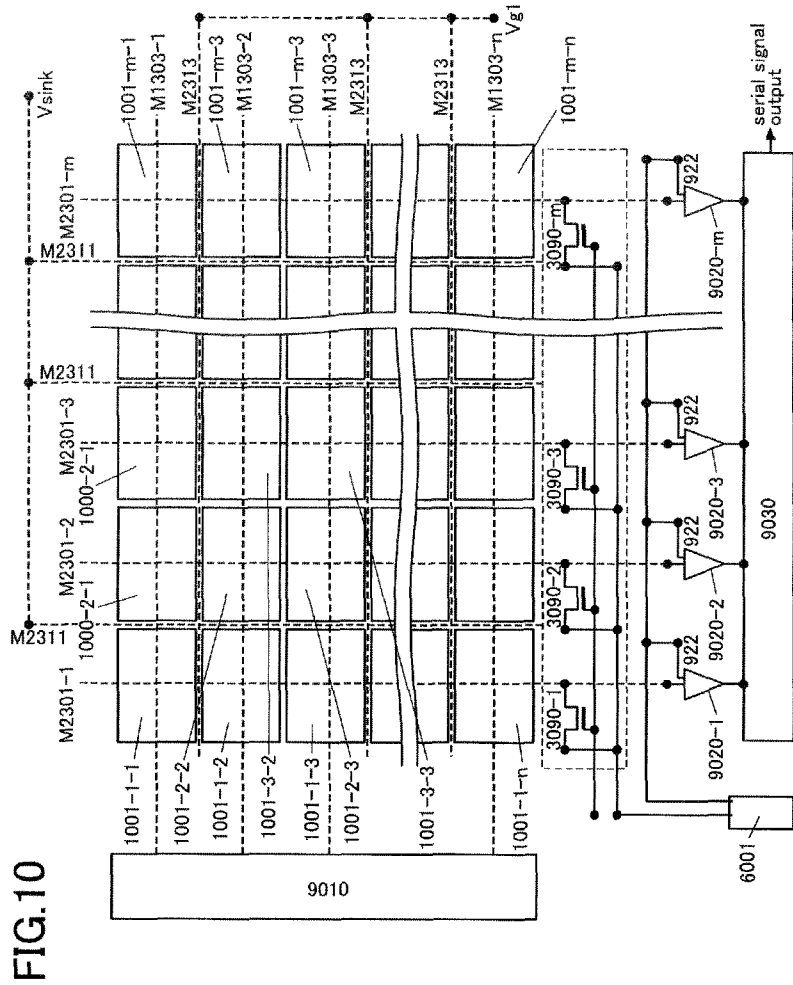 FIG.10
Vsink
M2311
M2311
M2311
M2301-1
M2301-2
M2301-3
M2301-m
1000-2-1
1000-2-1
1001-m-1
M1303-1
M2313
1001-m-3
M1303-2
1001-m-3
M1303-3
M2313
M2313
M1303-n
Vg1
1001-m-n
1001-1-1
1001-2-2
1001-1-2
1001-3-2
1001-1-3
1001-2-3
1001-3-3
1001-1-n
9010
3090-1
3090-2
3090-3
3090-m
922
922
922
922
9020-1
9020-2
9020-3
9020-m
6001
9030
serial signal
output